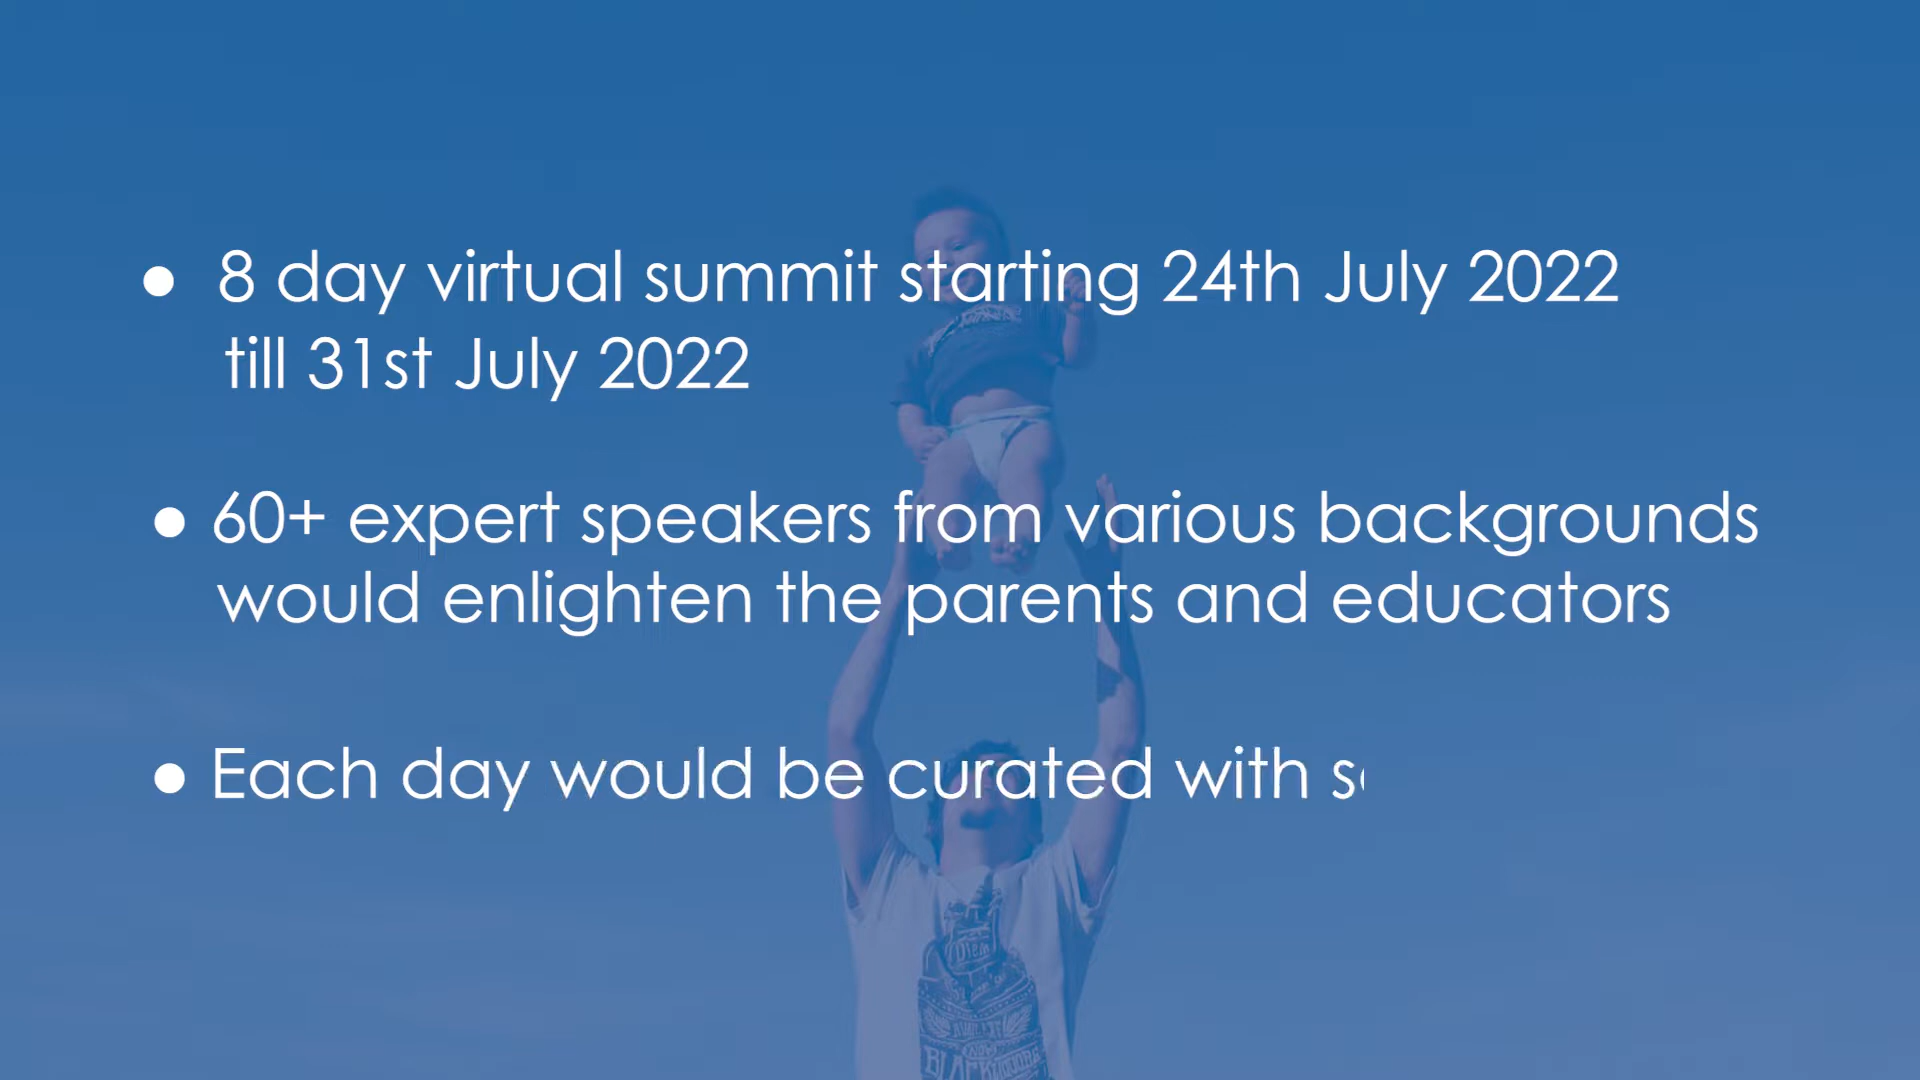 ● 8 day virtual summit starting 24th July 2022
till 31st July 2022
● 60+ expert speakers from various backgrounds
would enlighten the parents and educators
● Each day would be curated with